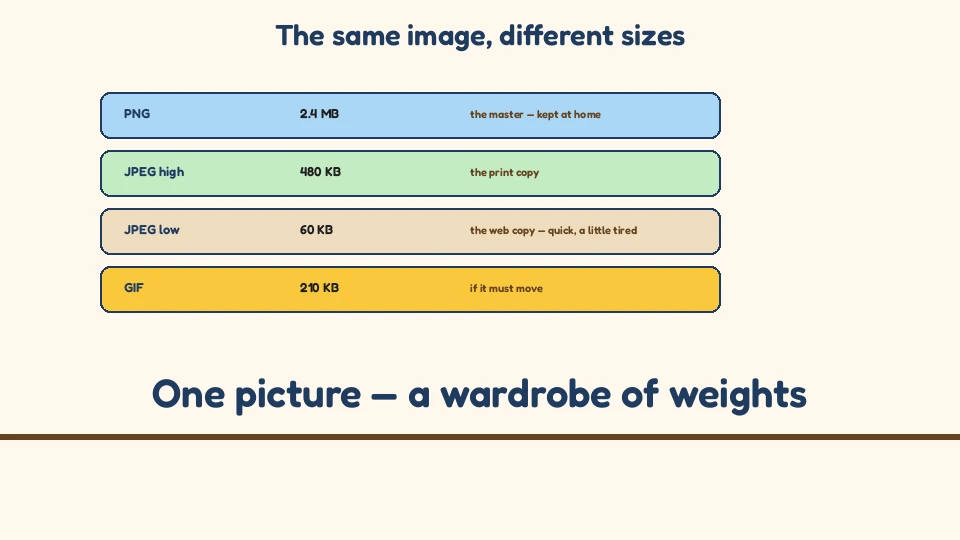 The same image, different sizes
PNG 2.4 MB the master — kept at home
JPEG high 480 KB the print copy
JPEG low 60 KB the web copy — quick, a little tired
GIF 210 KB if it must move
One picture — a wardrobe of weights